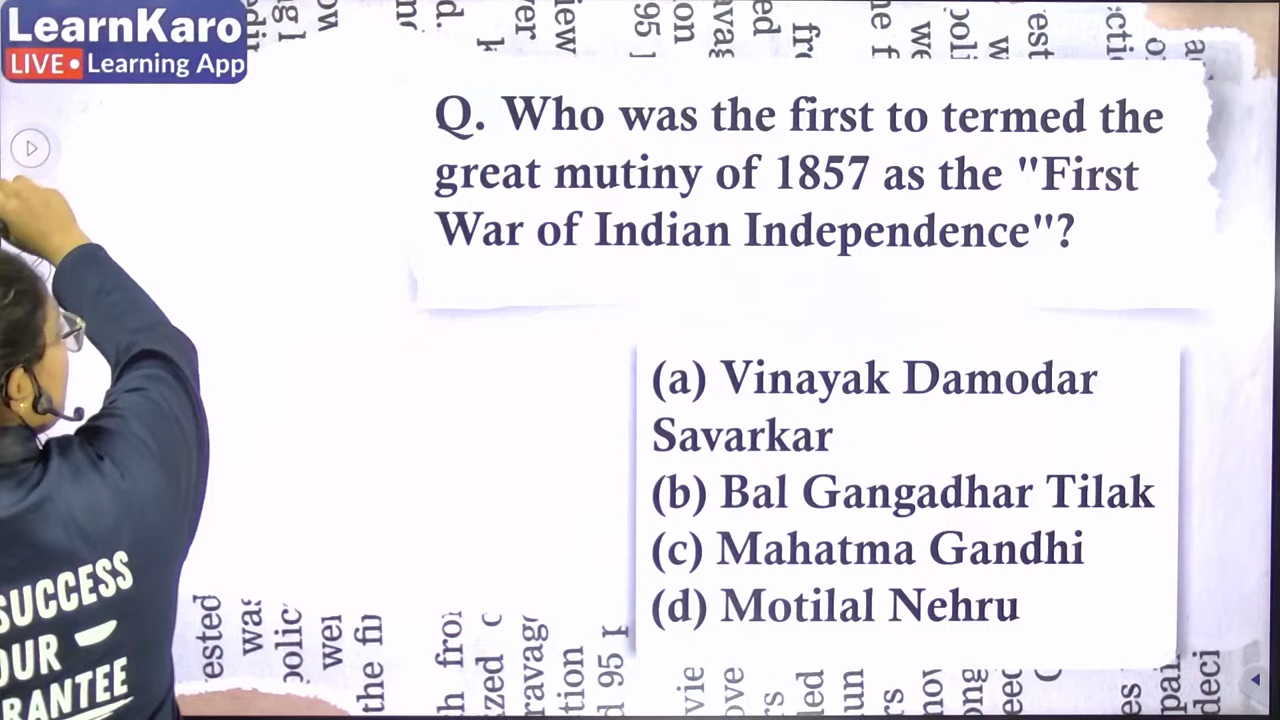 LearnKaro
LIVE • Learning App
Q. Who was the first to termed the
great mutiny of 1857 as the "First
War of Indian Independence"?
(a) Vinayak Damodar
Savarkar
(b) Bal Gangadhar Tilak
(c) Mahatma Gandhi
(d) Motilal Nehru
SUCCESS
OUR